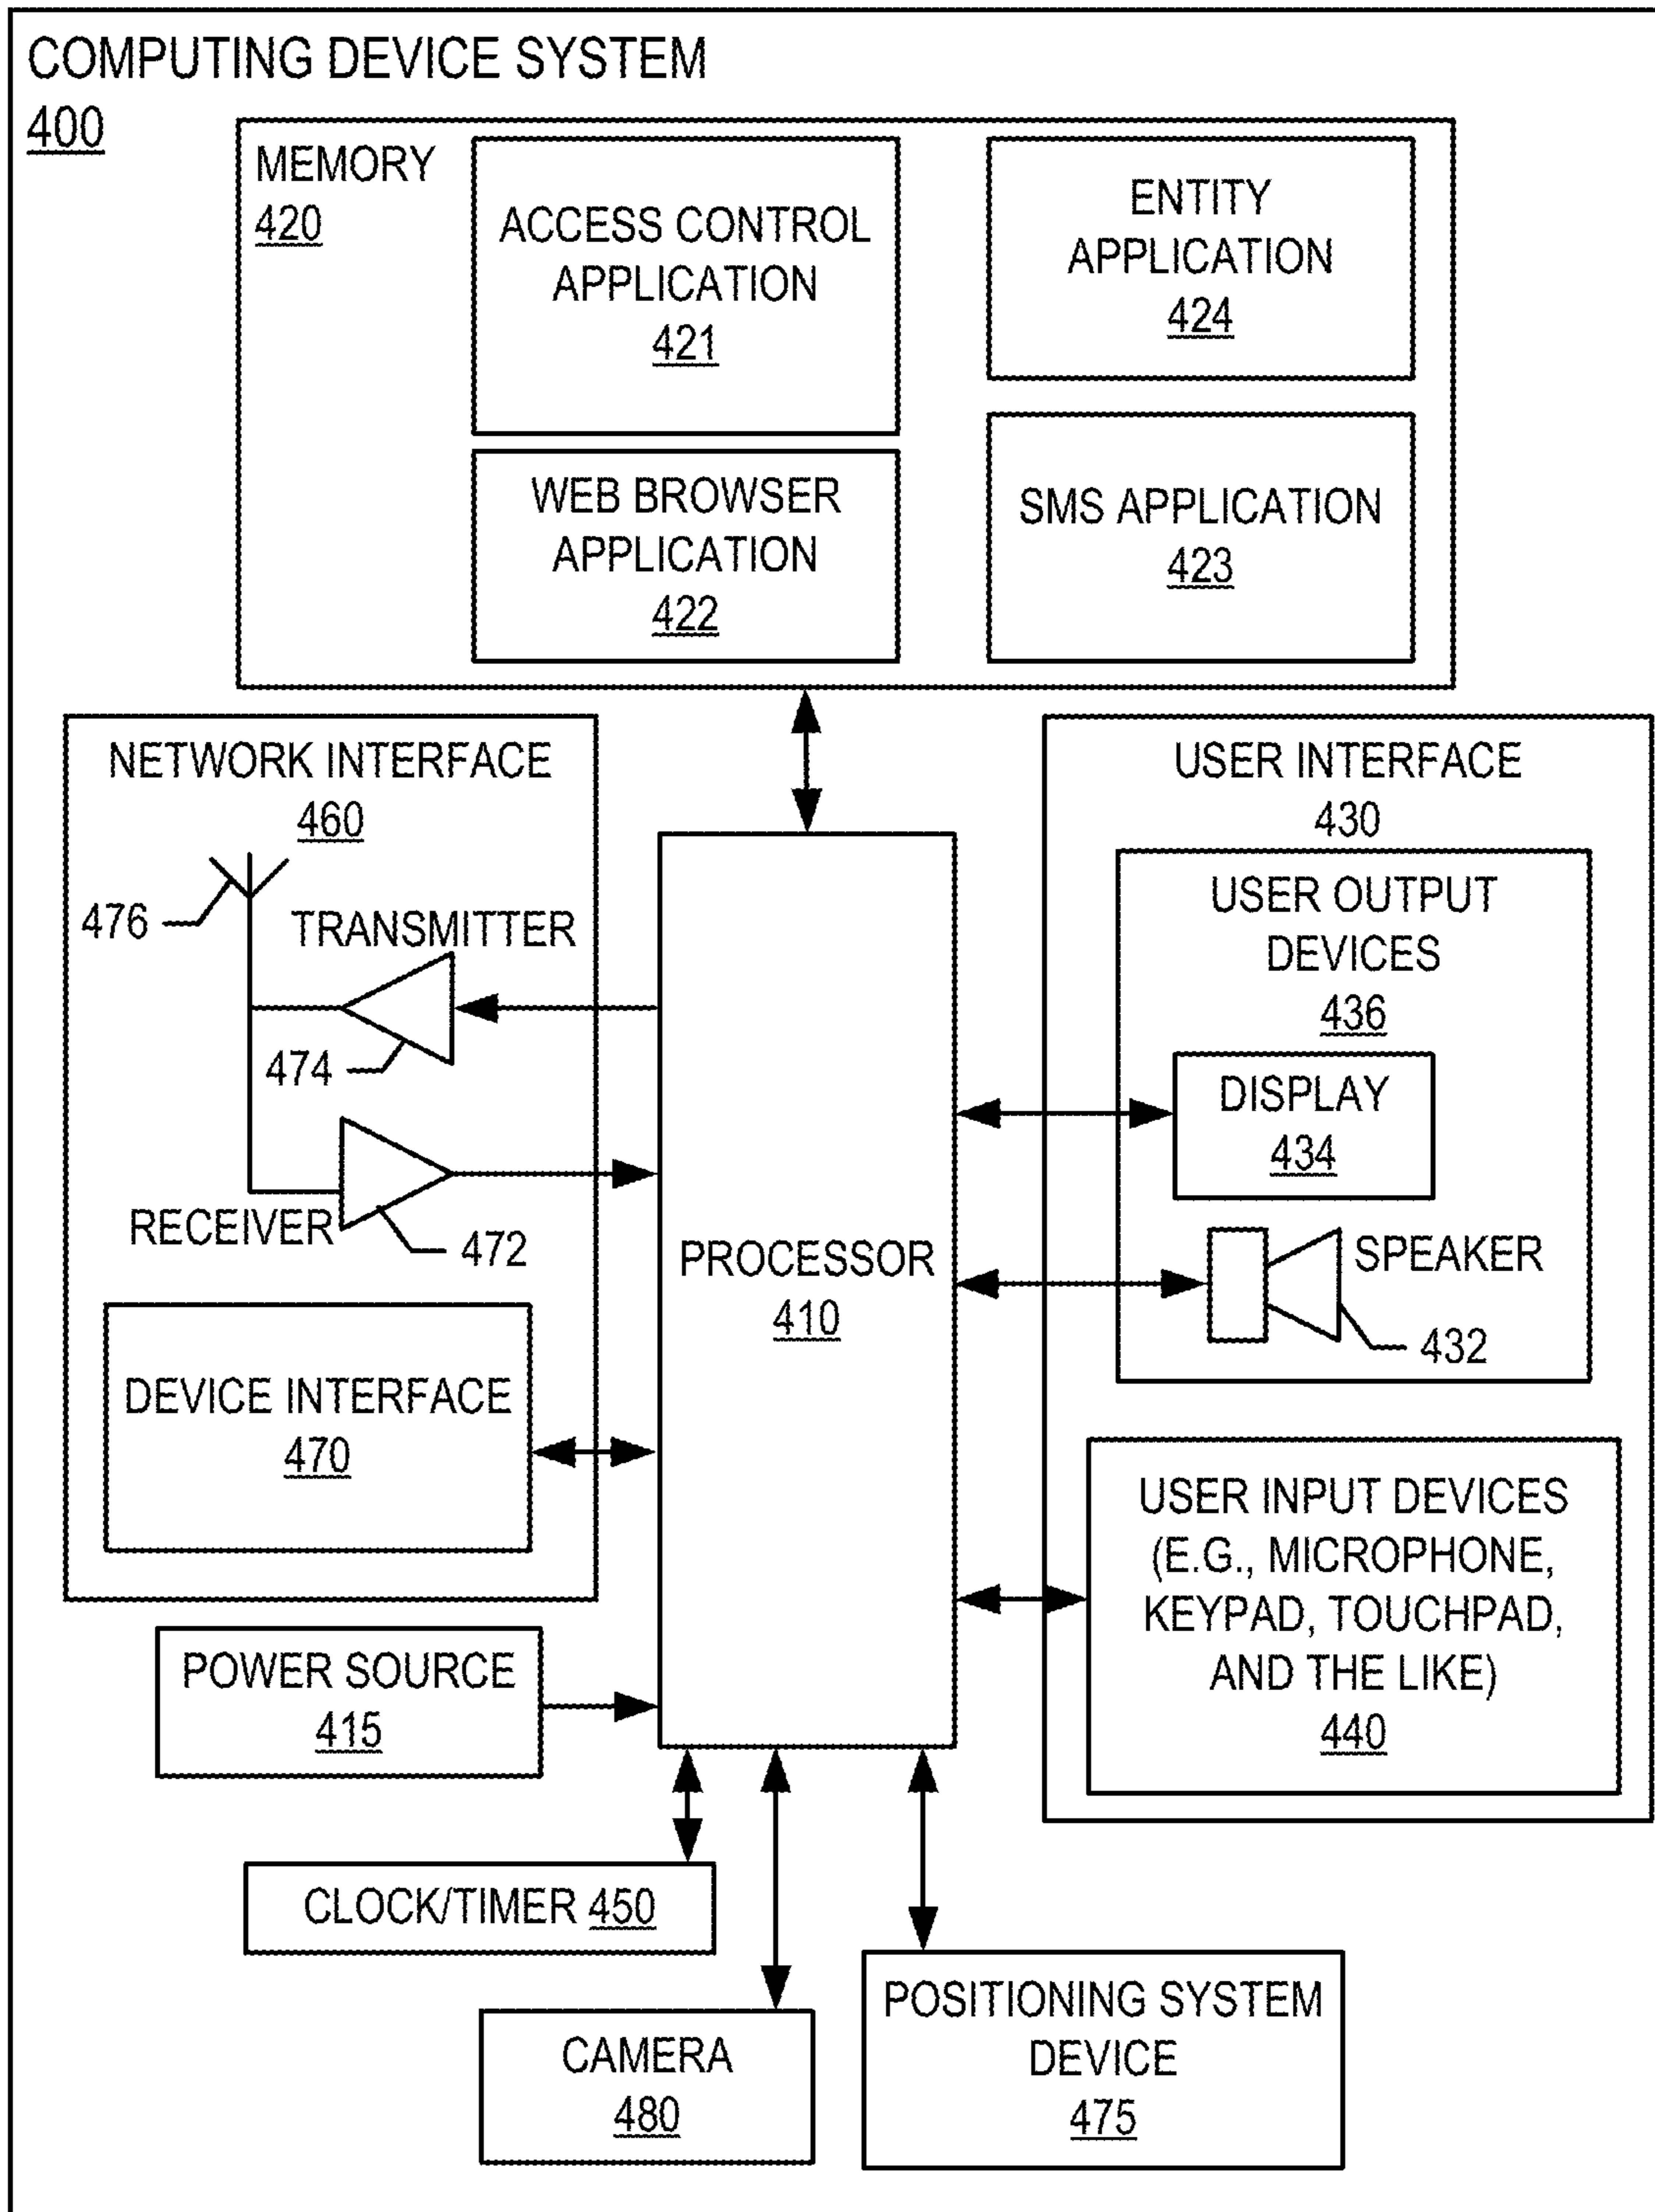 COMPUTING DEVICE SYSTEM
400
MEMORY
420
ACCESS CONTROL
APPLICATION
421
ENTITY
APPLICATION
424
WEB BROWSER
APPLICATION
422
SMS APPLICATION
423
NETWORK INTERFACE
460
476
TRANSMITTER
474
RECEIVER
472
DEVICE INTERFACE
470
PROCESSOR
410
USER INTERFACE
430
USER OUTPUT
DEVICES
436
DISPLAY
434
SPEAKER
432
USER INPUT DEVICES
(E.G., MICROPHONE,
KEYPAD, TOUCHPAD,
AND THE LIKE)
440
POWER SOURCE
415
CLOCK/TIMER 450
CAMERA
480
POSITIONING SYSTEM
DEVICE
475